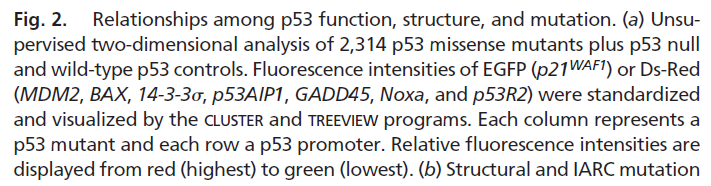 Fig. 2. Relationships among p53 function, structure, and mutation. (a) Unsu-
pervised two-dimensional analysis of 2,314 p53 missense mutants plus p53 null
and wild-type p53 controls. Fluorescence intensities of EGFP (p21WAF1) or Ds-Red
(MDM2, BAX, 14-3-3σ, p53AIP1, GADD45, Noxa, and p53R2) were standardized
and visualized by the CLUSTER and TREEVIEW programs. Each column represents a
p53 mutant and each row a p53 promoter. Relative fluorescence intensities are
displayed from red (highest) to green (lowest). (b) Structural and IARC mutation